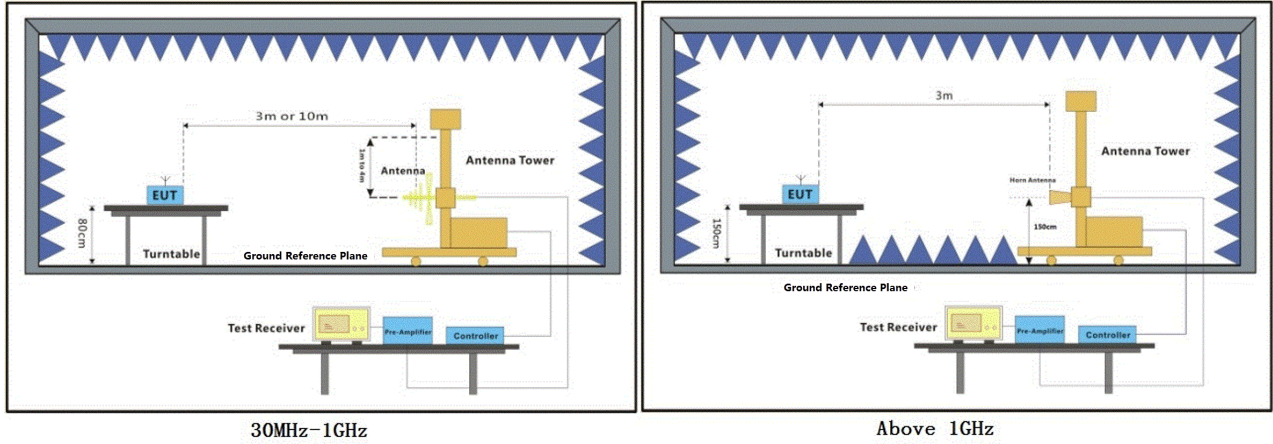 3m or 10m
1m to 4m
Antenna
Antenna Tower
EUT
80cm
Turntable
Ground Reference Plane
Test Receiver
Pre-Amplifier
Controller
30MHz-1GHz
3m
Antenna Tower
Horn Antenna
EUT
150cm
150cm
Turntable
Ground Reference Plane
Test Receiver
Pre-Amplifier
Controller
Above 1GHz